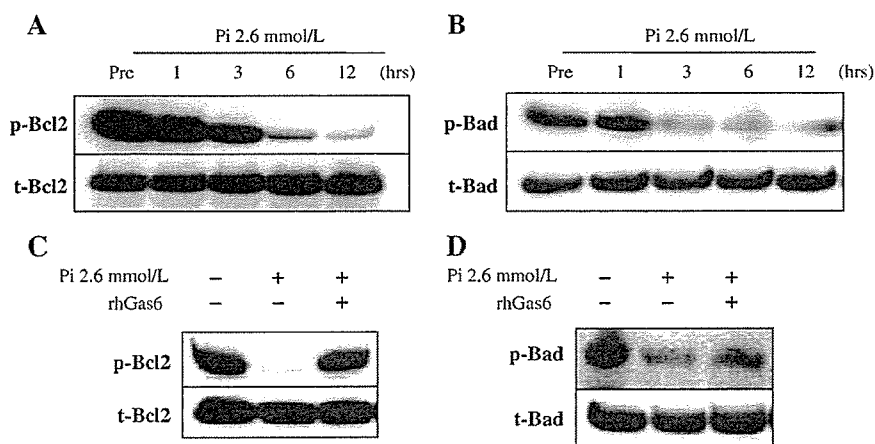 A
Pi 2.6 mmol/L
Pre 1 3 6 12 (hrs)
p-Bcl2
t-Bcl2
B
Pi 2.6 mmol/L
Pre 1 3 6 12 (hrs)
p-Bad
t-Bad
C
Pi 2.6 mmol/L − + +
rhGas6 − − +
p-Bcl2
t-Bcl2
D
Pi 2.6 mmol/L − + +
rhGas6 − − +
p-Bad
t-Bad